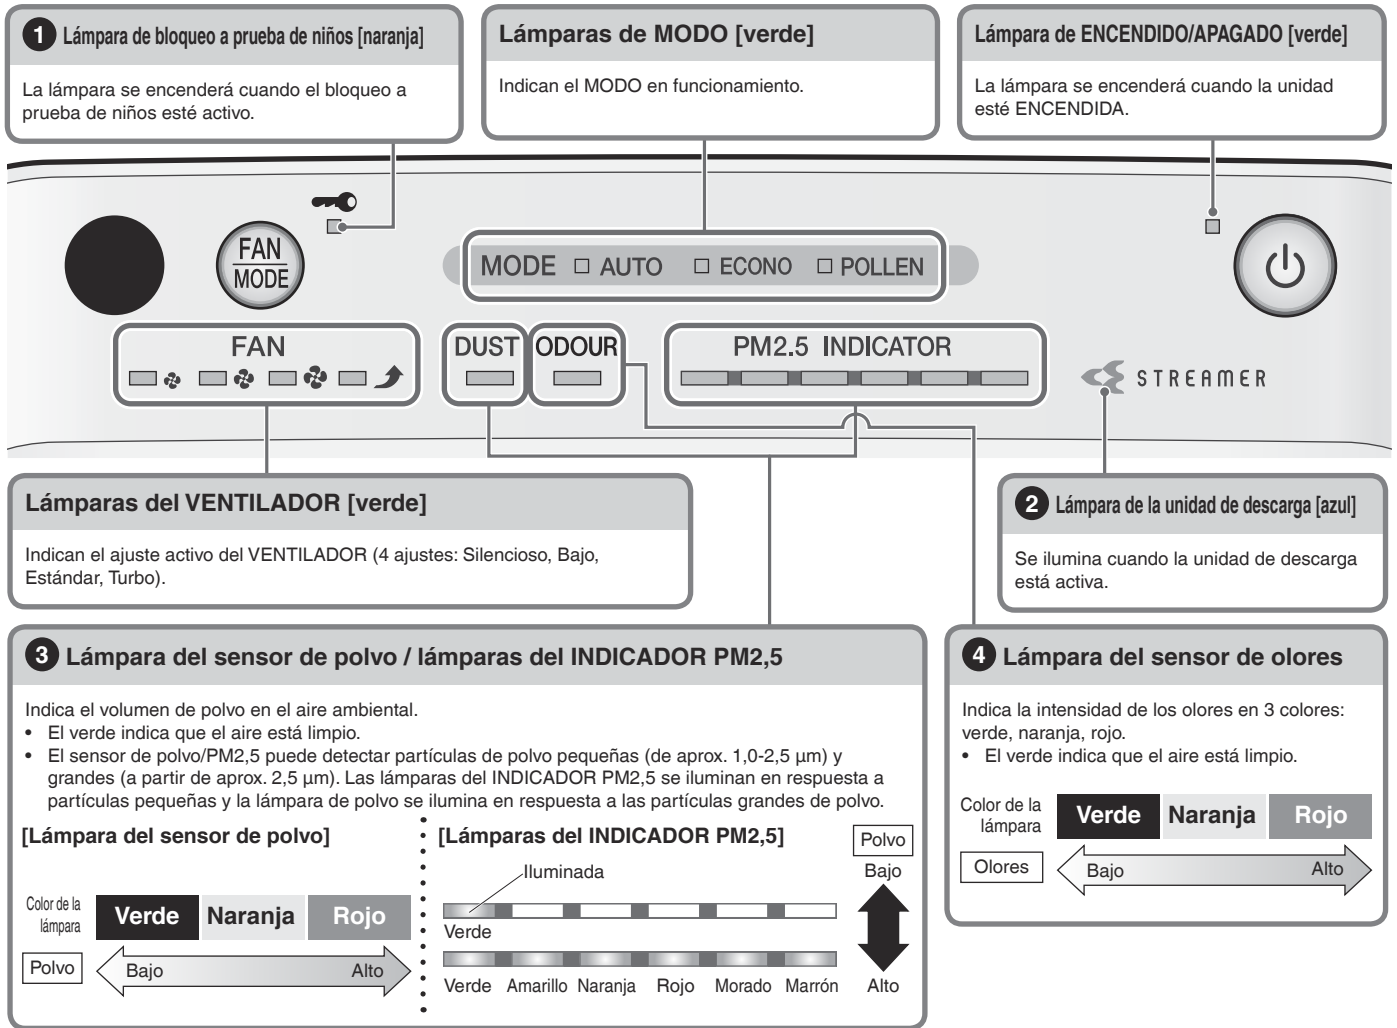 1 Lámpara de bloqueo a prueba de niños [naranja]
La lámpara se encenderá cuando el bloqueo a
prueba de niños esté activo.
Lámparas de MODO [verde]
Indican el MODO en funcionamiento.
Lámpara de ENCENDIDO/APAGADO [verde]
La lámpara se encenderá cuando la unidad
esté ENCENDIDA.
FAN
MODE
MODE AUTO ECONO POLLEN
FAN
DUST
ODOUR
PM2.5 INDICATOR
STREAMER
Lámparas del VENTILADOR [verde]
Indican el ajuste activo del VENTILADOR (4 ajustes: Silencioso, Bajo,
Estándar, Turbo).
2 Lámpara de la unidad de descarga [azul]
Se ilumina cuando la unidad de descarga
está activa.
3 Lámpara del sensor de polvo / lámparas del INDICADOR PM2,5
Indica el volumen de polvo en el aire ambiental.
• El verde indica que el aire está limpio.
• El sensor de polvo/PM2,5 puede detectar partículas de polvo pequeñas (de aprox. 1,0-2,5 μm) y
grandes (a partir de aprox. 2,5 μm). Las lámparas del INDICADOR PM2,5 se iluminan en respuesta a
partículas pequeñas y la lámpara de polvo se ilumina en respuesta a las partículas grandes de polvo.
[Lámpara del sensor de polvo]
Color de la
lámpara
Verde Naranja Rojo
Polvo
Bajo Alto
[Lámparas del INDICADOR PM2,5]
Iluminada
Verde
Verde Amarillo Naranja Rojo Morado Marrón
Polvo
Bajo
Alto
4 Lámpara del sensor de olores
Indica la intensidad de los olores en 3 colores:
verde, naranja, rojo.
• El verde indica que el aire está limpio.
Color de la
lámpara
Verde Naranja Rojo
Olores
Bajo Alto